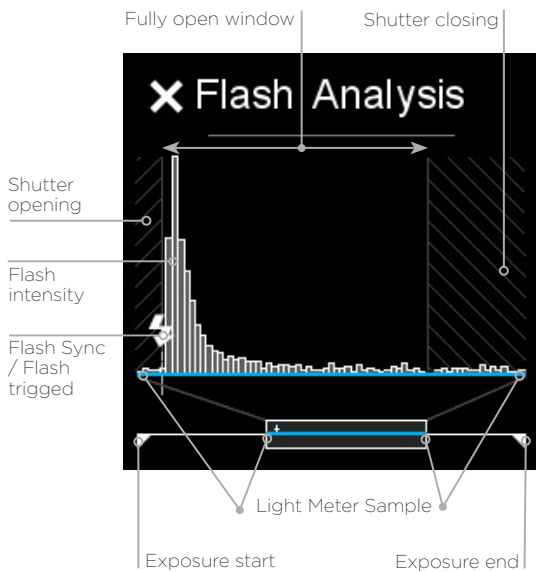 Fully open window
Shutter closing
Flash Analysis
Shutter
opening
Flash
intensity
Flash Sync
/ Flash
trigged
Light Meter Sample
Exposure start
Exposure end